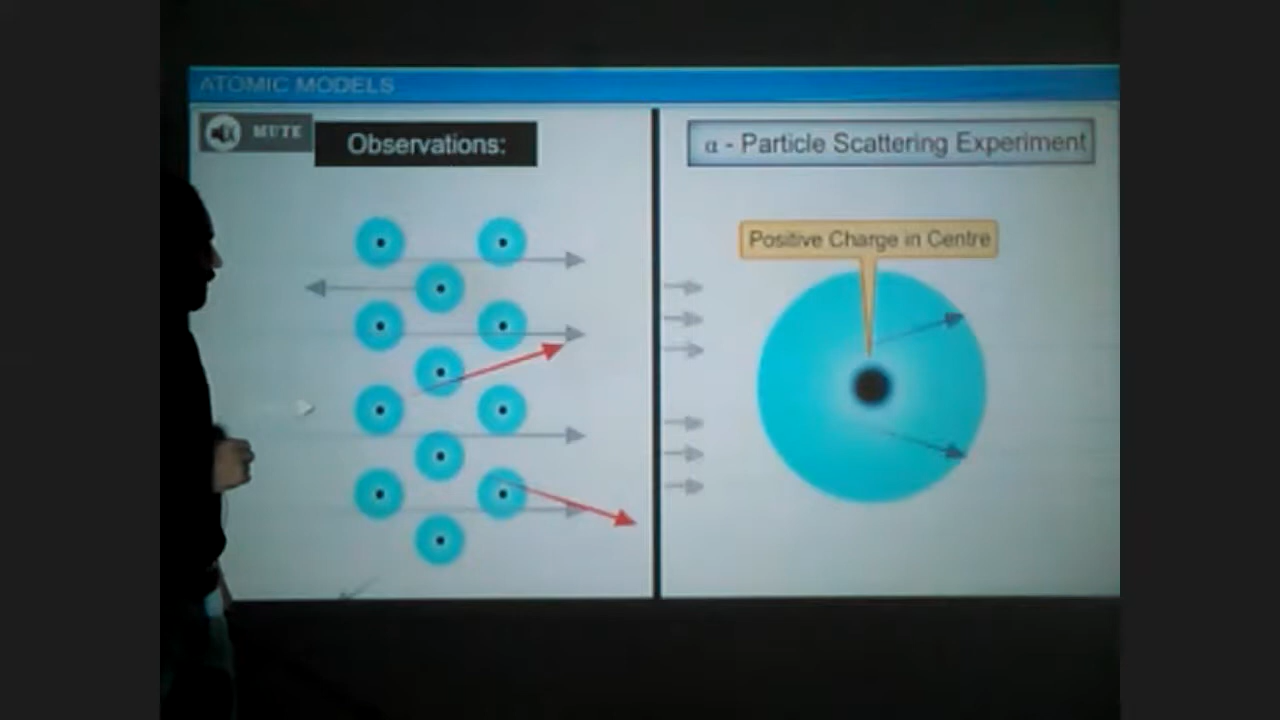 ATOMIC MODELS
MUTE
Observations:
α - Particle Scattering Experiment
Positive Charge in Centre